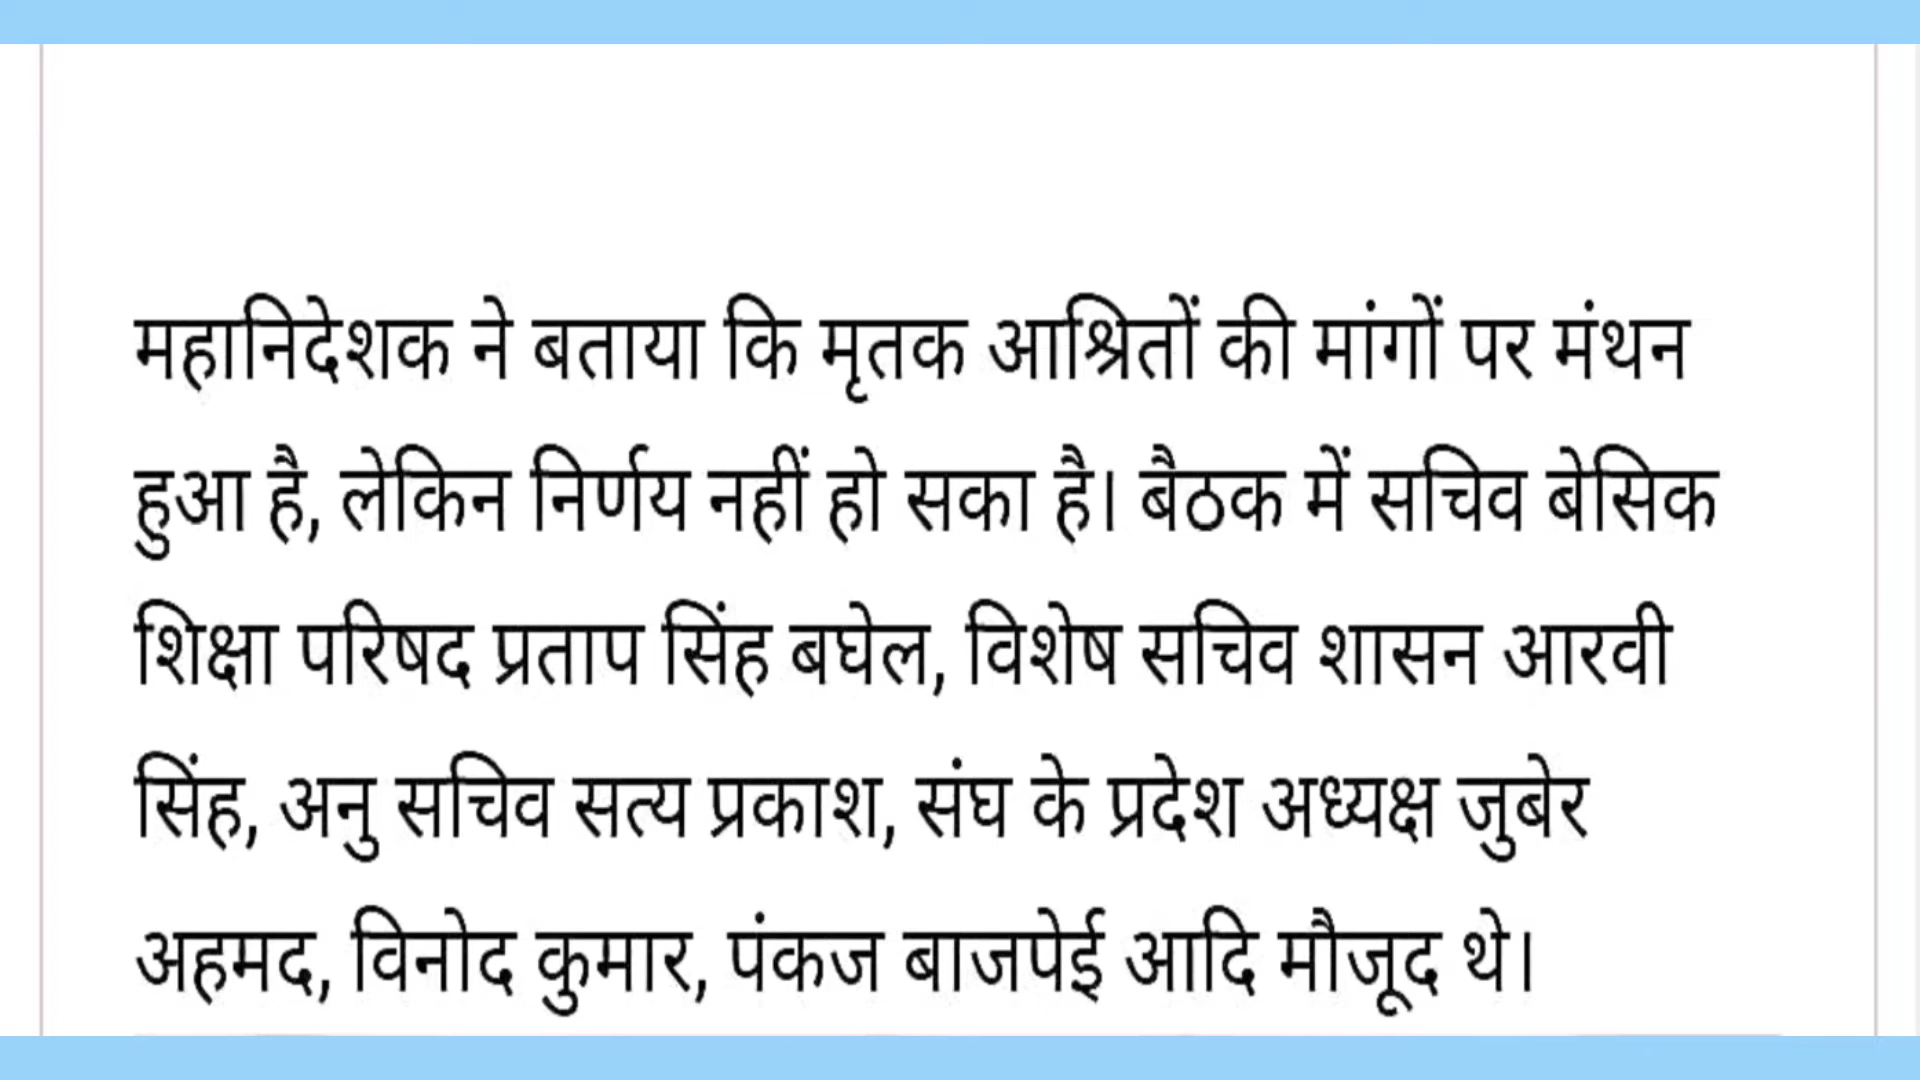 महानिदेशक ने बताया कि मृतक आश्रितों की मांगों पर मंथन
हुआ है, लेकिन निर्णय नहीं हो सका है। बैठक में सचिव बेसिक
शिक्षा परिषद प्रताप सिंह बघेल, विशेष सचिव शासन आरवी
सिंह, अनु सचिव सत्य प्रकाश, संघ के प्रदेश अध्यक्ष जुबेर
अहमद, विनोद कुमार, पंकज बाजपेई आदि मौजूद थे।